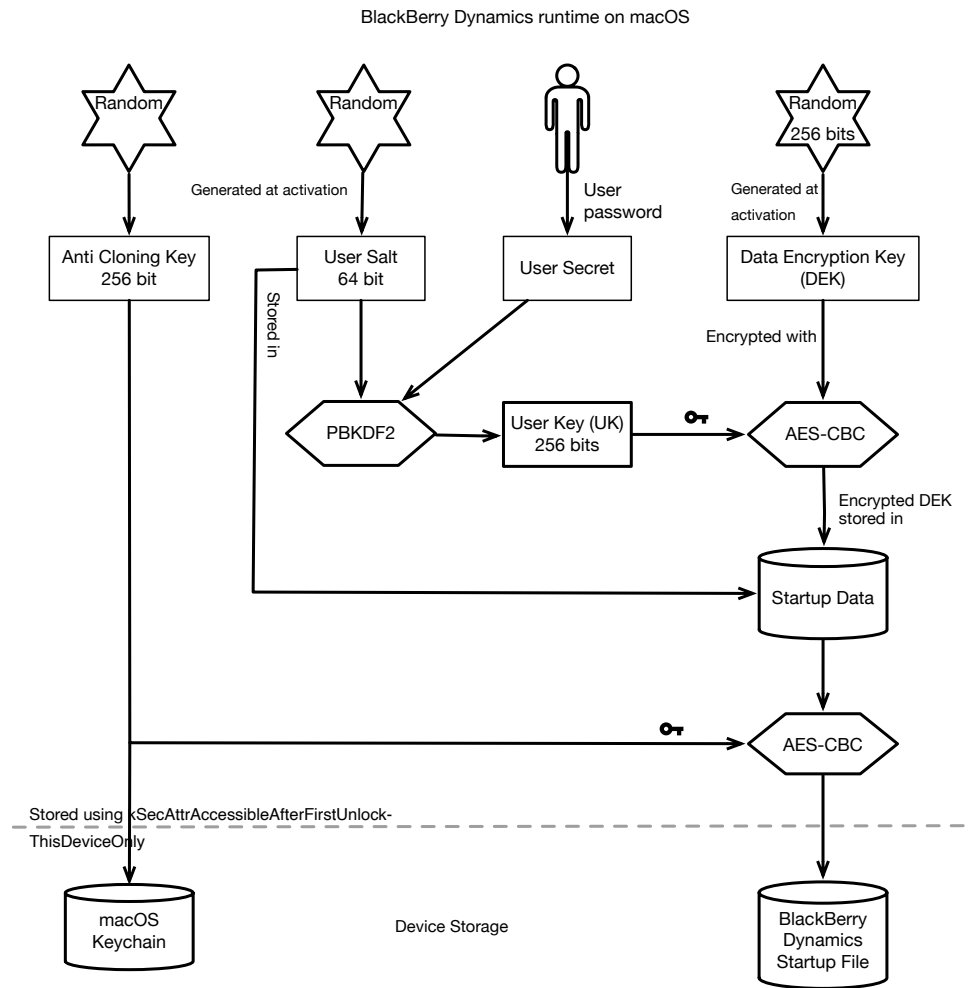 BlackBerry Dynamics runtime on macOS
Random
Random
Random
256 bits
Generated at activation
User
password
Generated at
activation
Anti Cloning Key
256 bit
User Salt
64 bit
User Secret
Data Encryption Key
(DEK)
Stored in
Encrypted with
PBKDF2
User Key (UK)
256 bits
AES-CBC
Encrypted DEK
stored in
Startup Data
AES-CBC
Stored using kSecAttrAccessibleAfterFirstUnlock-
ThisDeviceOnly
macOS
Keychain
Device Storage
BlackBerry
Dynamics
Startup File